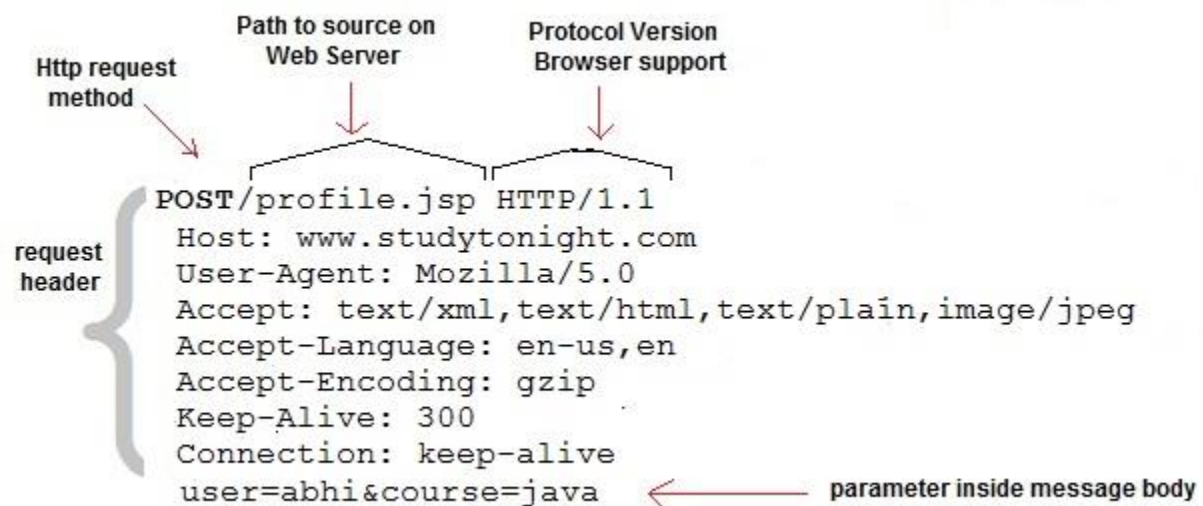 Path to source on
Web Server
Protocol Version
Browser support
Http request
method
POST/profile.jsp HTTP/1.1
request
header
Host: www.studytonight.com
User-Agent: Mozilla/5.0
Accept: text/xml,text/html,text/plain,image/jpeg
Accept-Language: en-us,en
Accept-Encoding: gzip
Keep-Alive: 300
Connection: keep-alive
user=abhi&course=java
parameter inside message body